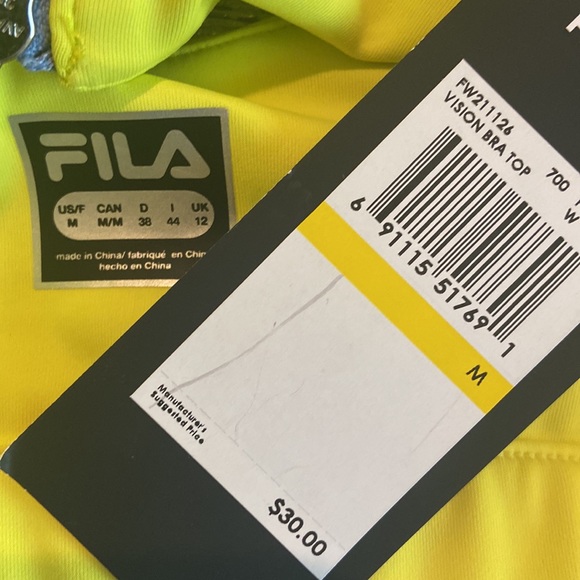 FILA
US/F CAN D I UK
M M/M 38 44 12
made in China/ fabriqué en Chin
hecho en China
FW211126 700
VISION BRA TOP W
6 91115 51769 1
M
Manufacturer's
Suggested Price
$30.00